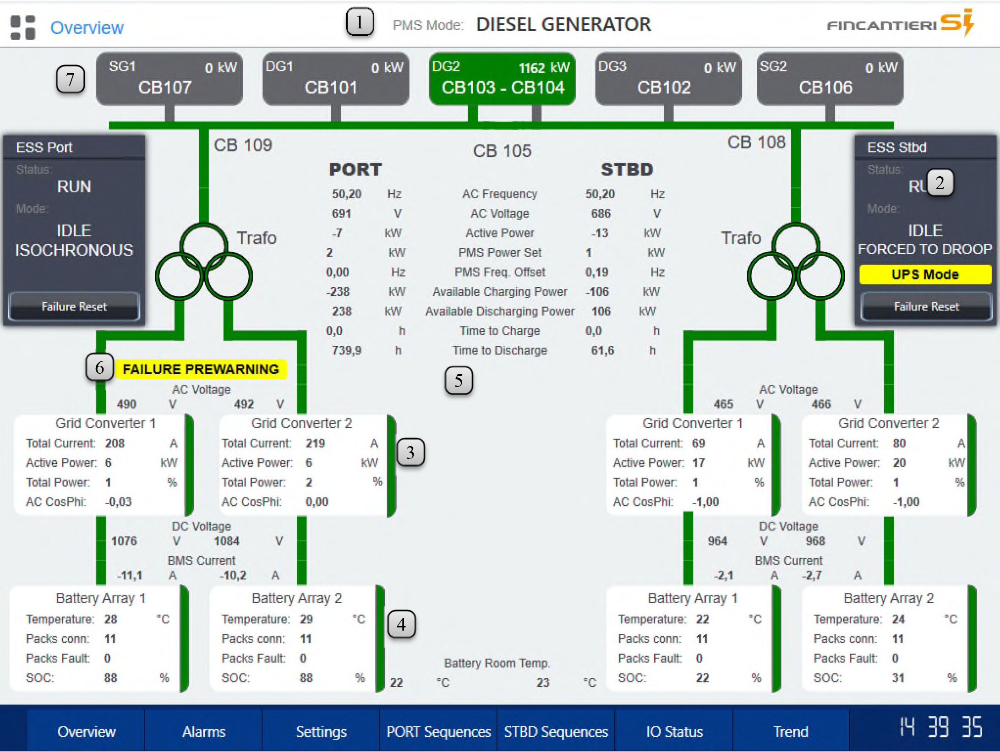 Overview
1
PMS Mode: DIESEL GENERATOR
FINCANTIERI SI
7
SG1 0 kW
CB107
DG1 0 kW
CB101
DG2 1162 kW
CB103 - CB104
DG3 0 kW
CB102
SG2 0 kW
CB106
CB 109
CB 105
CB 108
ESS Port
Status:
RUN
Mode:
IDLE
ISOCHRONOUS
Failure Reset
Trafo
PORT STBD
50,20 Hz AC Frequency 50,20 Hz
691 V AC Voltage 686 V
-7 kW Active Power -13 kW
2 kW PMS Power Set 1 kW
0,00 Hz PMS Freq. Offset 0,19 Hz
-238 kW Available Charging Power -106 kW
238 kW Available Discharging Power 106 kW
0,0 h Time to Charge 0,0 h
739,9 h Time to Discharge 61,6 h
5
Trafo
ESS Stbd
Status:
2
Mode:
IDLE
FORCED TO DROOP
UPS Mode
Failure Reset
6
FAILURE PREWARNING
AC Voltage
490 V 492 V
Grid Converter 1
Total Current: 208 A
Active Power: 6 kW
Total Power: 1 %
AC CosPhi: -0,03
Grid Converter 2
Total Current: 219 A
Active Power: 6 kW
Total Power: 2 %
AC CosPhi: 0,00
3
DC Voltage
1076 V 1084 V
BMS Current
-11,1 A -10,2 A
Battery Array 1
Temperature: 28 °C
Packs conn: 11
Packs Fault: 0
SOC: 88 %
Battery Array 2
Temperature: 29 °C
Packs conn: 11
Packs Fault: 0
SOC: 88 %
4
Battery Room Temp.
22 °C 23 °C
AC Voltage
465 V 466 V
Grid Converter 1
Total Current: 69 A
Active Power: 17 kW
Total Power: 1 %
AC CosPhi: -1,00
Grid Converter 2
Total Current: 80 A
Active Power: 20 kW
Total Power: 1 %
AC CosPhi: -1,00
DC Voltage
964 V 968 V
BMS Current
-2,1 A -2,7 A
Battery Array 1
Temperature: 22 °C
Packs conn: 11
Packs Fault: 0
SOC: 22 %
Battery Array 2
Temperature: 24 °C
Packs conn: 11
Packs Fault: 0
SOC: 31 %
Overview Alarms Settings PORT Sequences STBD Sequences IO Status Trend 14 39 35